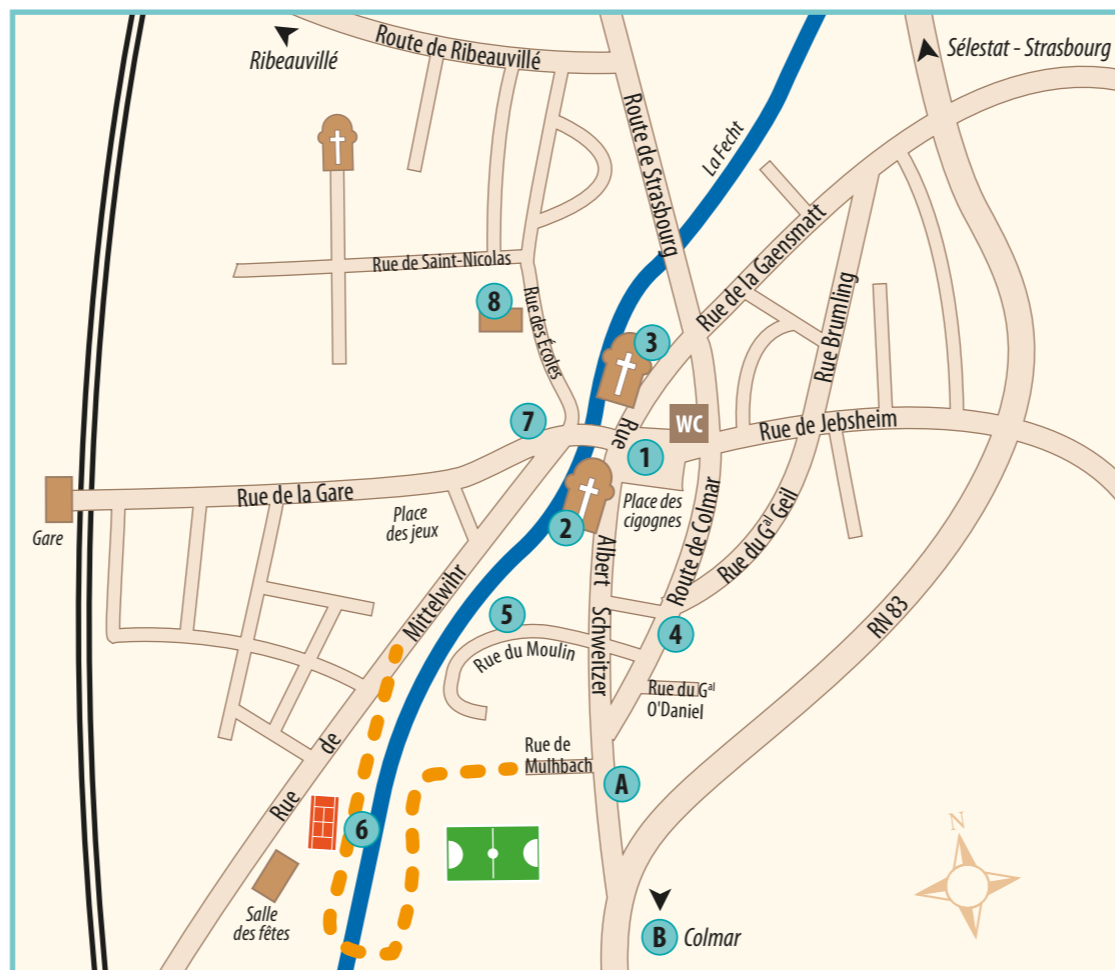 Ribeauvillé
Route de Ribeauvillé
Sélestat - Strasbourg
Route de Strasbourg
La Fecht
Rue de la Gaensmatt
Rue de Saint-Nicolas
8
Rue des Écoles
3
Rue Brumling
7
WC
Rue de Jebsheim
1
Rue Albert Schweitzer
Rue de la Gare
Gare
Place
des jeux
2
Place des
cigognes
Route de Colmar
Rue du Gal Geil
RN 83
5
4
Rue du Moulin
Rue de Mittelwihr
Rue du Gal
O'Daniel
Rue de
Mulhbach
A
6
Salle
des fêtes
B
Colmar
N